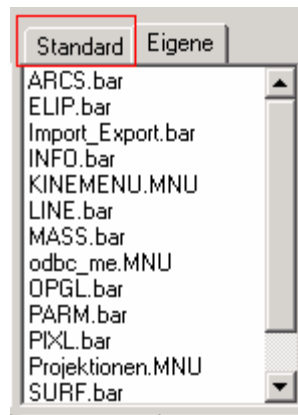 Standard Eigene
ARCS.bar
ELIP.bar
Import_Export.bar
INFO.bar
KINEMENU.MNU
LINE.bar
MASS.bar
odbc_me.MNU
OPGL.bar
PARM.bar
PIXL.bar
Projektionen.MNU
SURF.bar